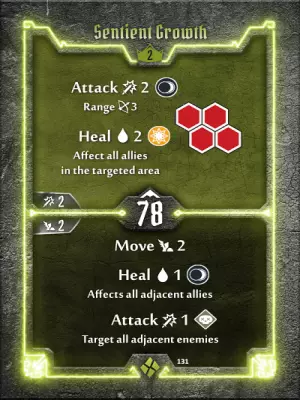 Sentient Growth
2
Attack 2
Range 3
Heal 2
Affect all allies
in the targeted area
2
78
2
Move 2
Heal 1
Affects all adjacent allies
Attack 1
Target all adjacent enemies
131